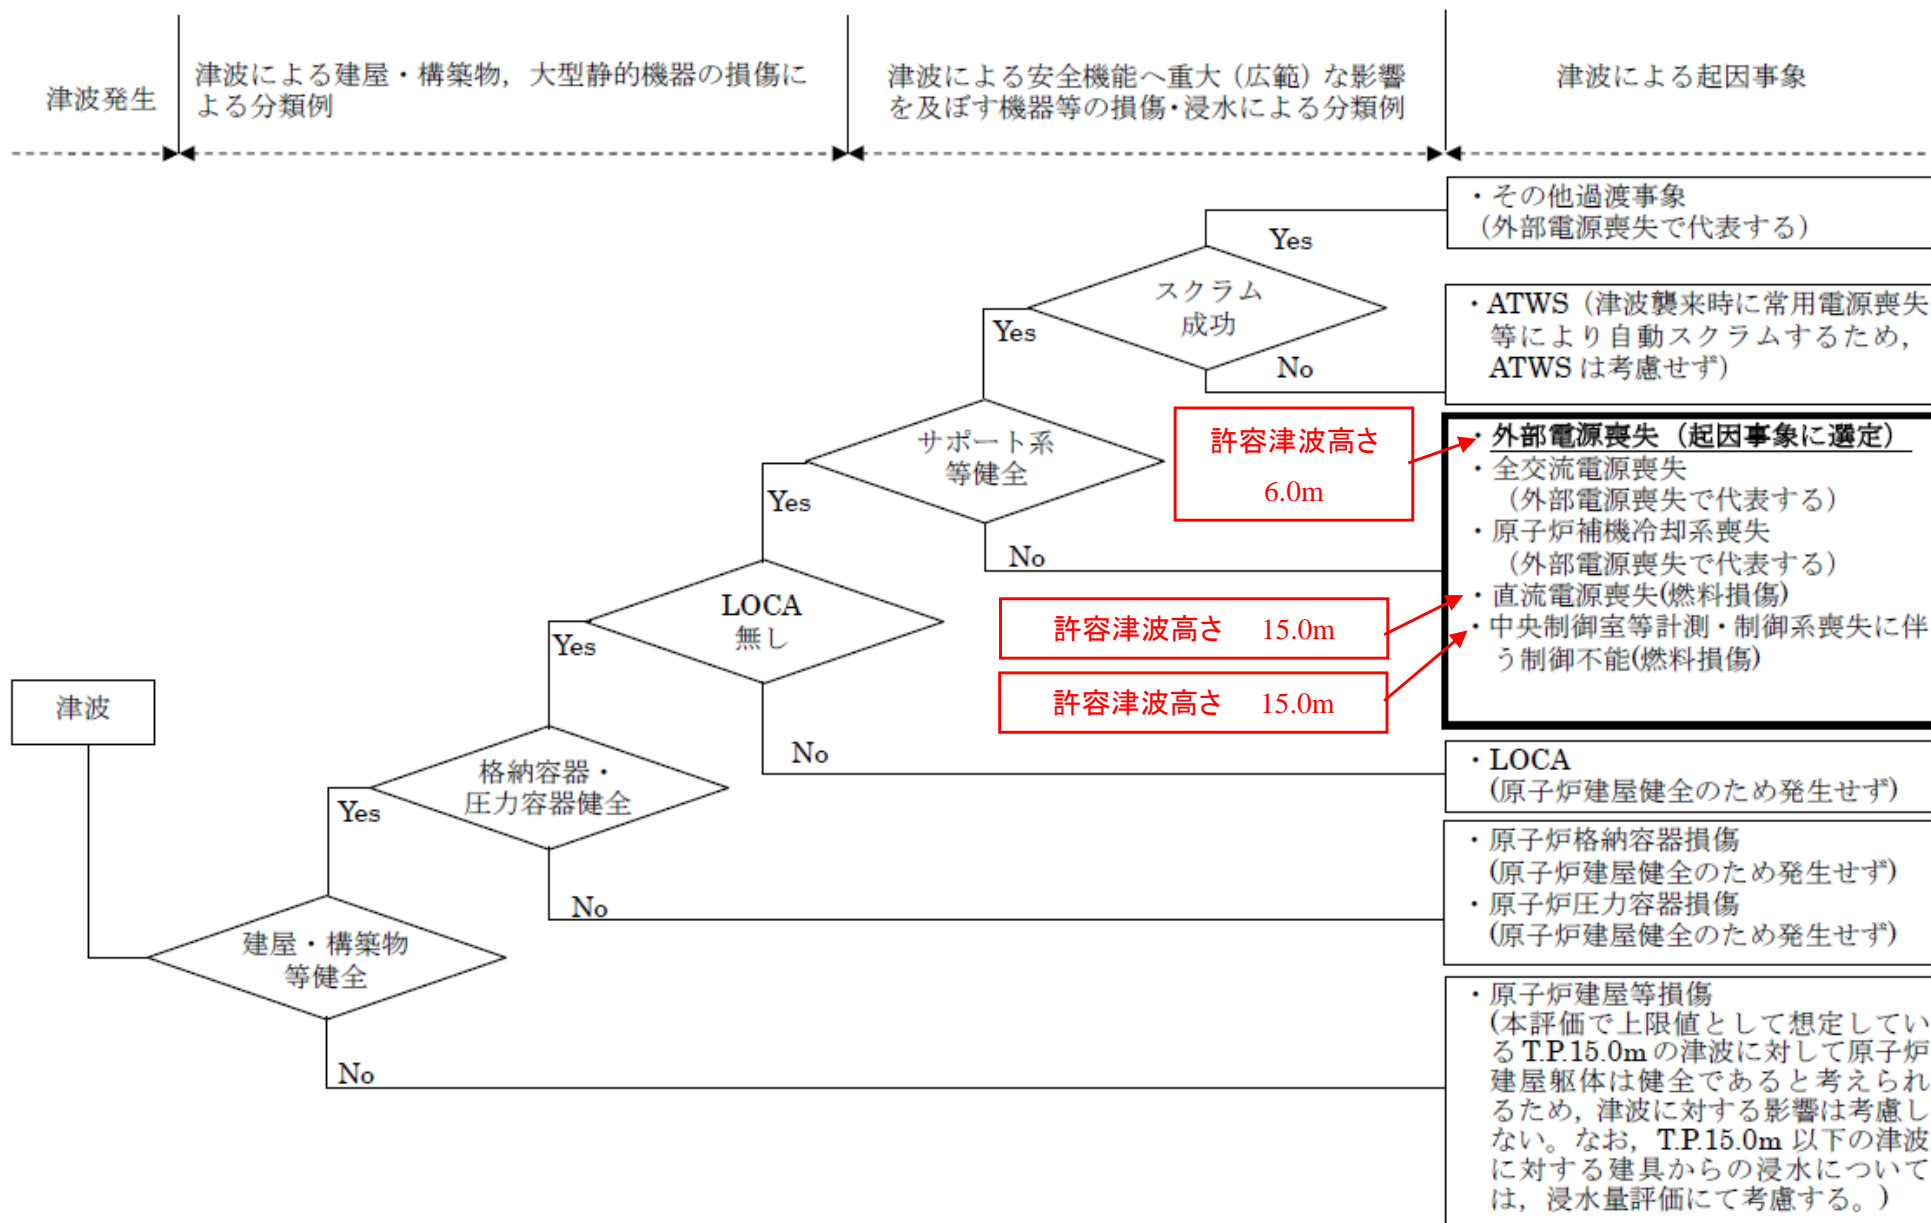 津波発生
津波による建屋・構築物，大型静的機器の損傷に
よる分類例
津波による安全機能へ重大（広範）な影響
を及ぼす機器等の損傷・浸水による分類例
津波による起因事象
・その他過渡事象
（外部電源喪失で代表する）
Yes
スクラム
成功
No
・ATWS（津波襲来時に常用電源喪失
等により自動スクラムするため，
ATWS は考慮せず）
Yes
サポート系
等健全
No
許容津波高さ
6.0m
・外部電源喪失（起因事象に選定）
・全交流電源喪失
（外部電源喪失で代表する）
・原子炉補機冷却系喪失
（外部電源喪失で代表する）
・直流電源喪失(燃料損傷)
・中央制御室等計測・制御系喪失に伴
う制御不能(燃料損傷)
許容津波高さ 15.0m
許容津波高さ 15.0m
Yes
LOCA
無し
No
・LOCA
(原子炉建屋健全のため発生せず)
Yes
格納容器・
圧力容器健全
No
・原子炉格納容器損傷
(原子炉建屋健全のため発生せず)
・原子炉圧力容器損傷
(原子炉建屋健全のため発生せず)
津波
Yes
建屋・構築物
等健全
No
・原子炉建屋等損傷
(本評価で上限値として想定してい
る T.P.15.0m の津波に対して原子炉
建屋躯体は健全であると考えられ
るため，津波に対する影響は考慮し
ない。なお，T.P.15.0m 以下の津波
に対する建具からの浸水について
は，浸水量評価にて考慮する。)